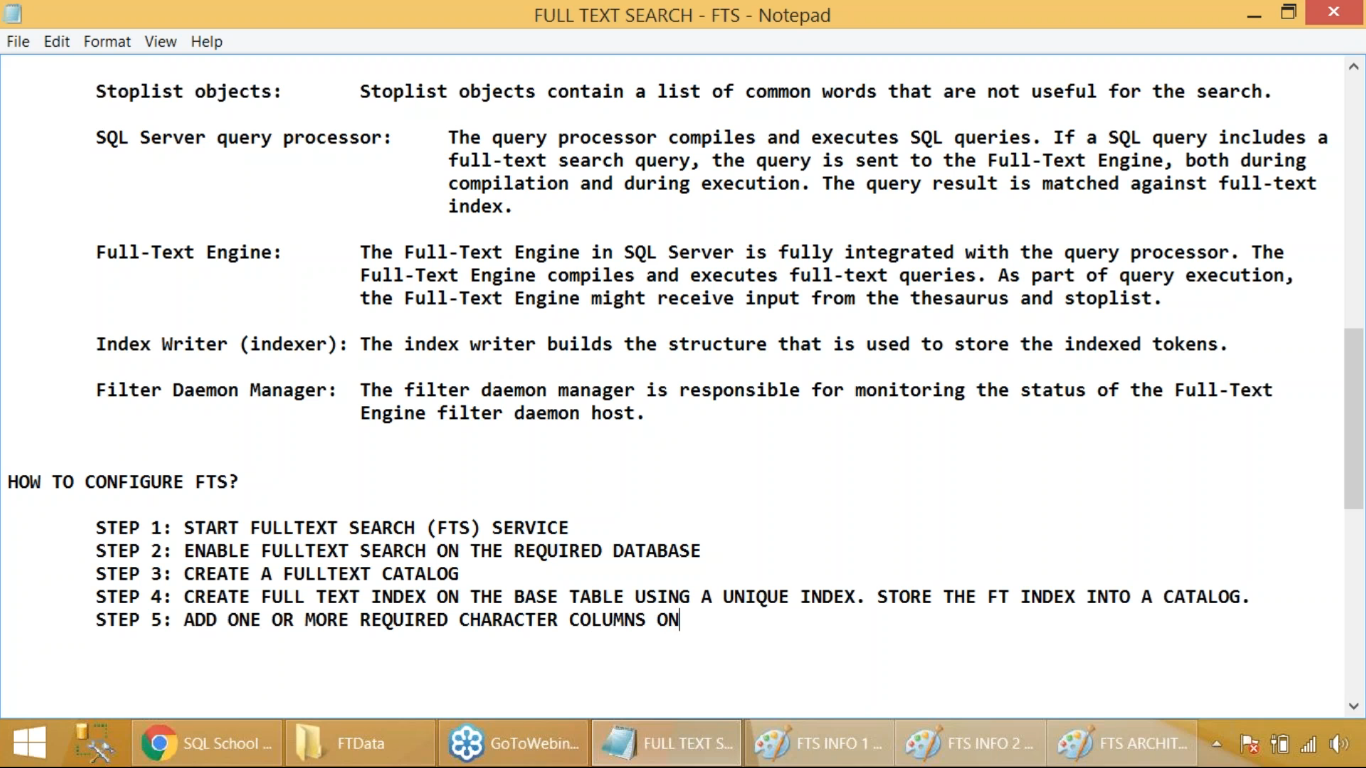 FULL TEXT SEARCH - FTS - Notepad
File Edit Format View Help
Stoplist objects: Stoplist objects contain a list of common words that are not useful for the search.
SQL Server query processor: The query processor compiles and executes SQL queries. If a SQL query includes a
full-text search query, the query is sent to the Full-Text Engine, both during
compilation and during execution. The query result is matched against full-text
index.
Full-Text Engine: The Full-Text Engine in SQL Server is fully integrated with the query processor. The
Full-Text Engine compiles and executes full-text queries. As part of query execution,
the Full-Text Engine might receive input from the thesaurus and stoplist.
Index Writer (indexer): The index writer builds the structure that is used to store the indexed tokens.
Filter Daemon Manager: The filter daemon manager is responsible for monitoring the status of the Full-Text
Engine filter daemon host.
HOW TO CONFIGURE FTS?
STEP 1: START FULLTEXT SEARCH (FTS) SERVICE
STEP 2: ENABLE FULLTEXT SEARCH ON THE REQUIRED DATABASE
STEP 3: CREATE A FULLTEXT CATALOG
STEP 4: CREATE FULL TEXT INDEX ON THE BASE TABLE USING A UNIQUE INDEX. STORE THE FT INDEX INTO A CATALOG.
STEP 5: ADD ONE OR MORE REQUIRED CHARACTER COLUMNS ON
SQL School ... FTData GoToWebin... FULL TEXT S... FTS INFO 1 ... FTS INFO 2 ... FTS ARCHIT...